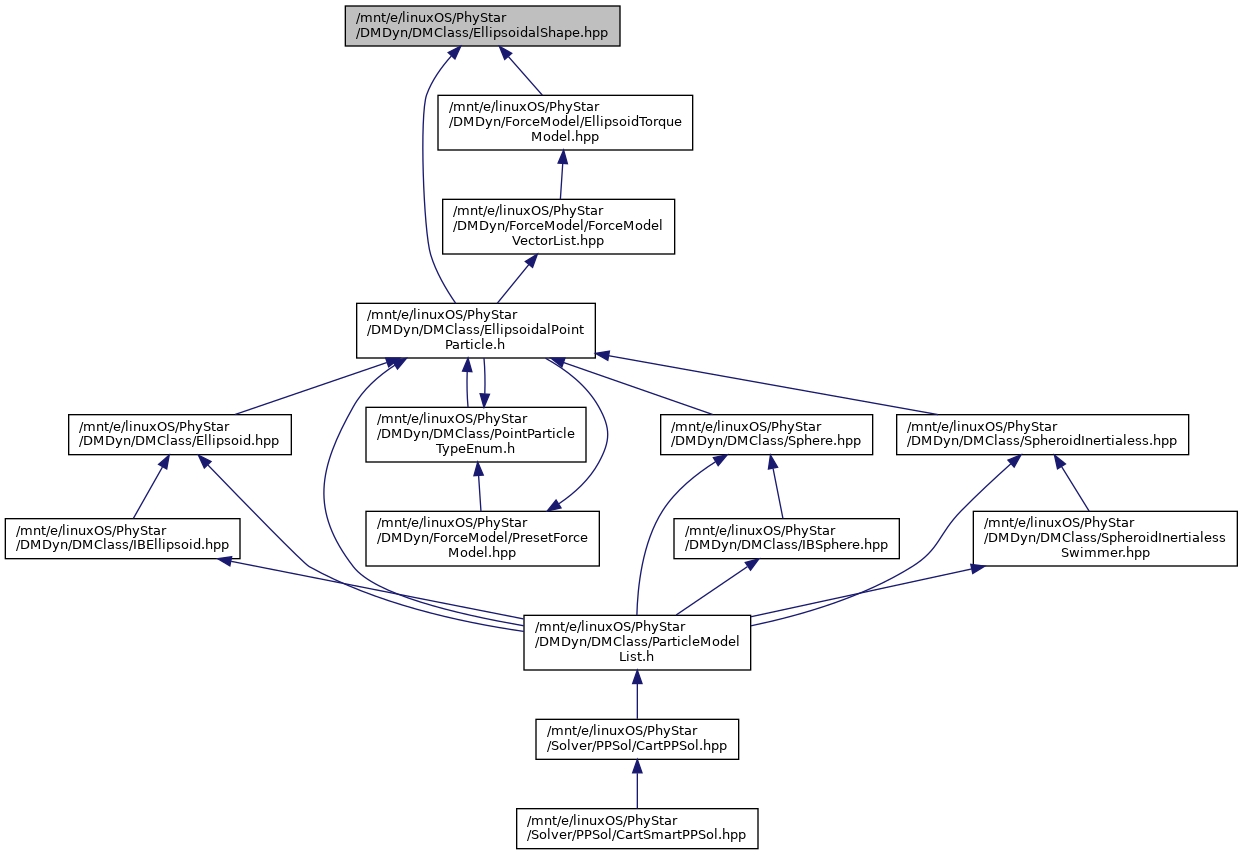 /mnt/e/linuxOS/PhyStar
/DMDyn/DMClass/EllipsoidalShape.hpp
/mnt/e/linuxOS/PhyStar
/DMDyn/ForceModel/EllipsoidTorque
Model.hpp
/mnt/e/linuxOS/PhyStar
/DMDyn/ForceModel/ForceModel
VectorList.hpp
/mnt/e/linuxOS/PhyStar
/DMDyn/DMClass/EllipsoidalPoint
Particle.h
/mnt/e/linuxOS/PhyStar
/DMDyn/DMClass/Ellipsoid.hpp
/mnt/e/linuxOS/PhyStar
/DMDyn/DMClass/PointParticle
TypeEnum.h
/mnt/e/linuxOS/PhyStar
/DMDyn/DMClass/Sphere.hpp
/mnt/e/linuxOS/PhyStar
/DMDyn/DMClass/SpheroidInertialess.hpp
/mnt/e/linuxOS/PhyStar
/DMDyn/DMClass/IBEllipsoid.hpp
/mnt/e/linuxOS/PhyStar
/DMDyn/ForceModel/PresetForce
Model.hpp
/mnt/e/linuxOS/PhyStar
/DMDyn/DMClass/IBSphere.hpp
/mnt/e/linuxOS/PhyStar
/DMDyn/DMClass/SpheroidInertialess
Swimmer.hpp
/mnt/e/linuxOS/PhyStar
/DMDyn/DMClass/ParticleModel
List.h
/mnt/e/linuxOS/PhyStar
/Solver/PPSol/CartPPSol.hpp
/mnt/e/linuxOS/PhyStar
/Solver/PPSol/CartSmartPPSol.hpp